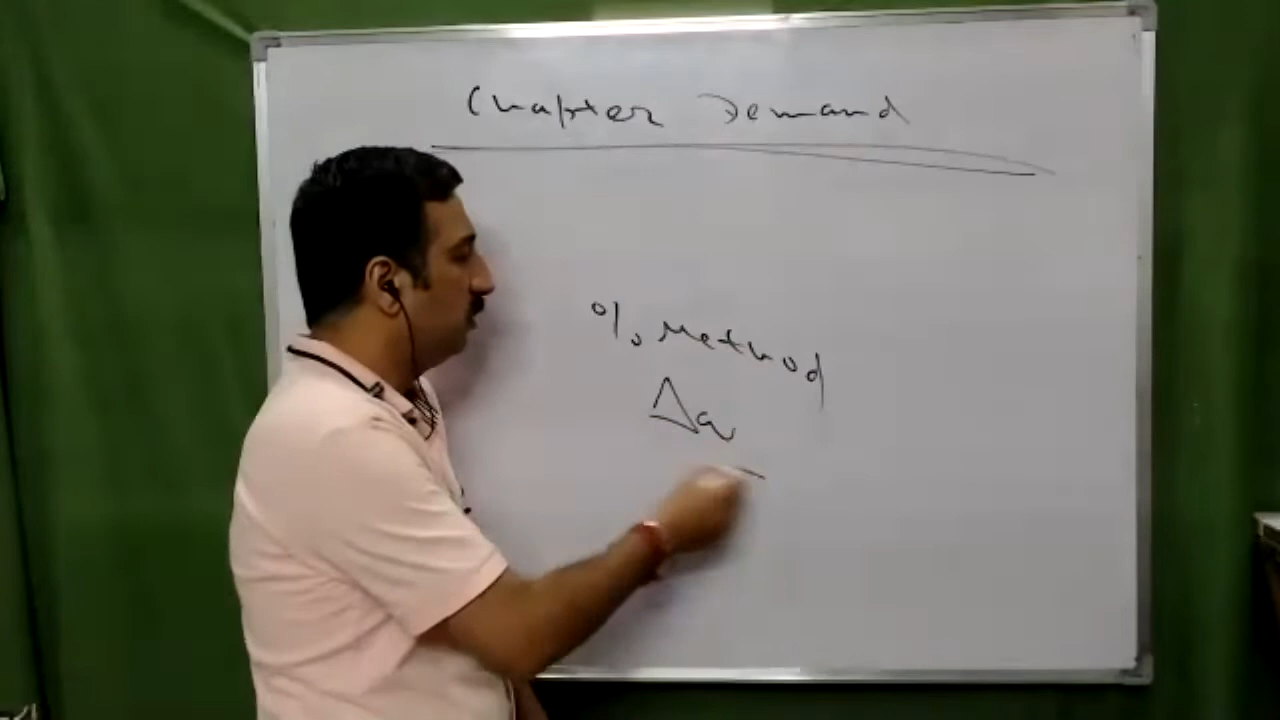 Chapter Demand
% Method
Δq